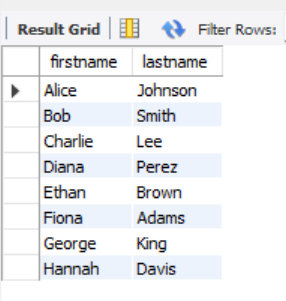 Result Grid Filter Rows:
firstname lastname
Alice Johnson
Bob Smith
Charlie Lee
Diana Perez
Ethan Brown
Fiona Adams
George King
Hannah Davis